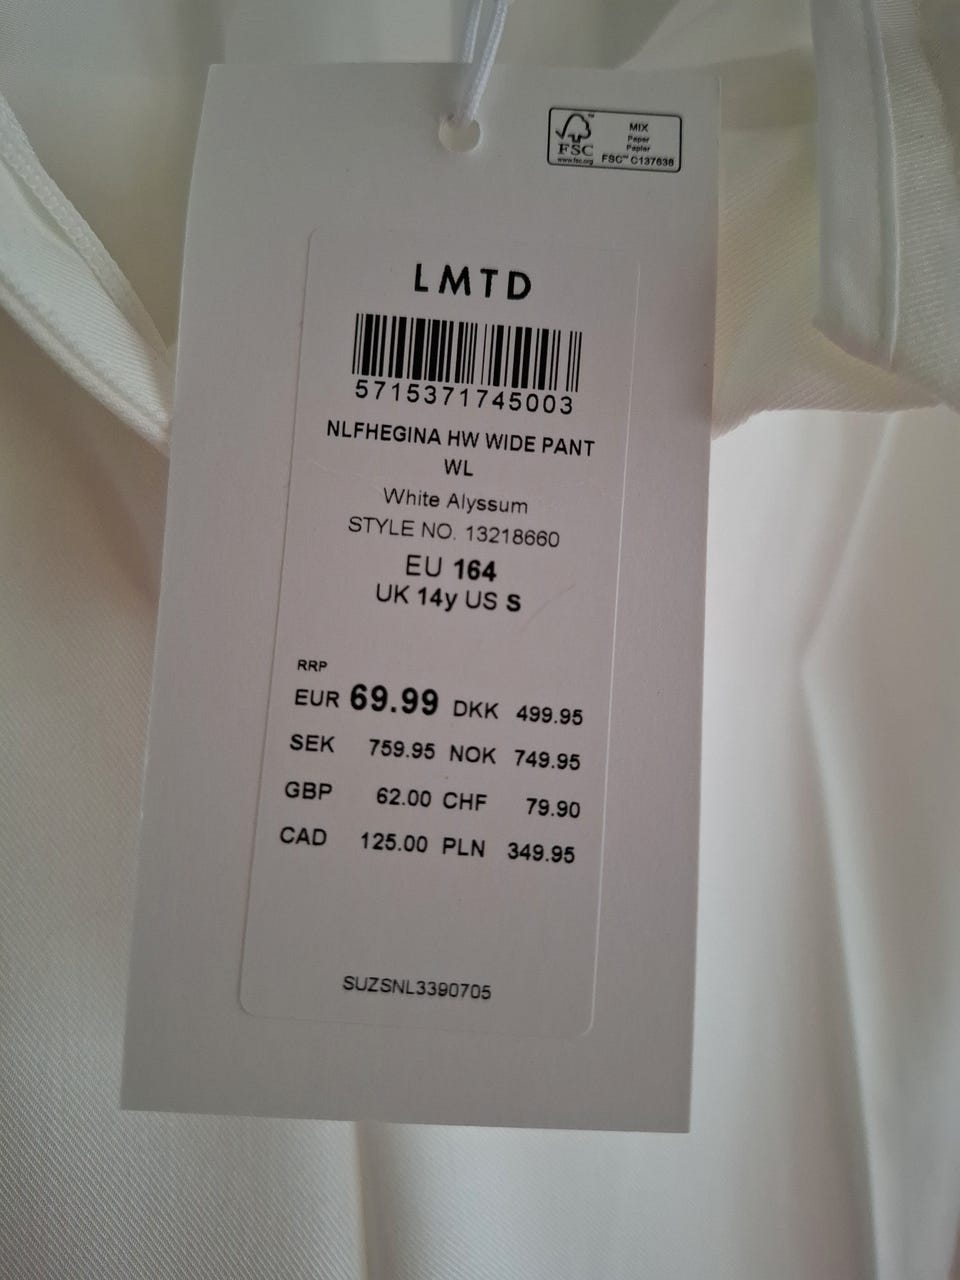 MIX
Paper
Papier
FSC™ C137838
FSC™
www.fsc.org
LMTD
5715371745003
NLFHEGINA HW WIDE PANT
WL
White Alyssum
STYLE NO. 13218660
EU 164
UK 14y US S
RRP
EUR 69.99 DKK 499.95
SEK 759.95 NOK 749.95
GBP 62.00 CHF 79.90
CAD 125.00 PLN 349.95
SUZSNL3390705